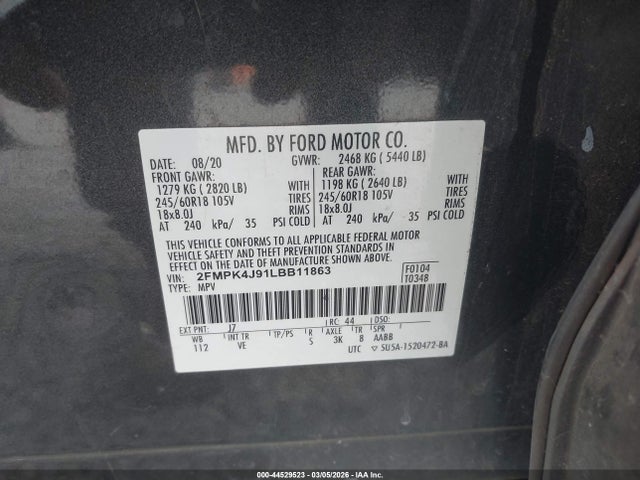 MFD. BY FORD MOTOR CO.
DATE: 08/20 GVWR: 2468 KG ( 5440 LB)
FRONT GAWR: REAR GAWR:
1279 KG ( 2820 LB) WITH 1198 KG ( 2640 LB) WITH
245/60R18 105V TIRES 245/60R18 105V TIRES
18x8.0J RIMS 18x8.0J RIMS
AT 240 kPa/ 35 PSI COLD AT 240 kPa/ 35 PSI COLD
THIS VEHICLE CONFORMS TO ALL APPLICABLE FEDERAL MOTOR
VEHICLE SAFETY AND THEFT PREVENTION STANDARDS IN EFFECT
ON THE DATE OF MANUFACTURE SHOWN ABOVE.
VIN: 2FMPK4J91LBB11863 F0104
TYPE: MPV T0348
EXT PNT: J7 RC: 44 DSO:
WB INT TR TP/PS R AXLE TR SPR
112 VE S 3K 8 AABB
UTC 5U5A-1520472-BA
000-44529523 | 03/05/2026 - IAA Inc.